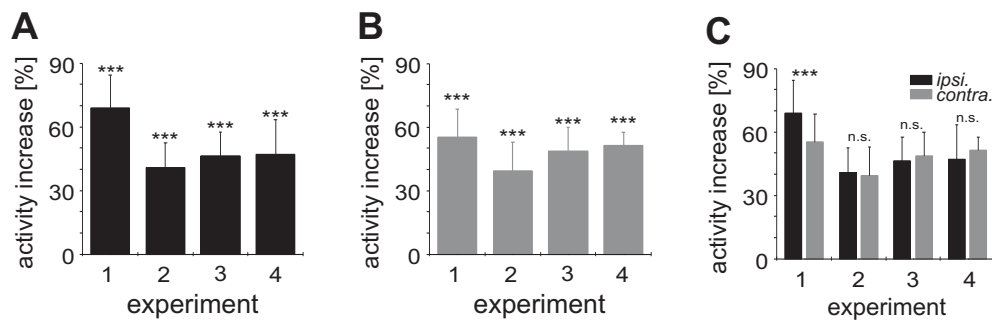 A
activity increase [%]
90
60
30
0
***
***
***
***
1 2 3 4
experiment
B
activity increase [%]
90
60
30
0
***
***
***
***
1 2 3 4
experiment
C
activity increase [%]
90
60
30
0
ipsi.
contra.
***
n.s.
n.s.
n.s.
1 2 3 4
experiment